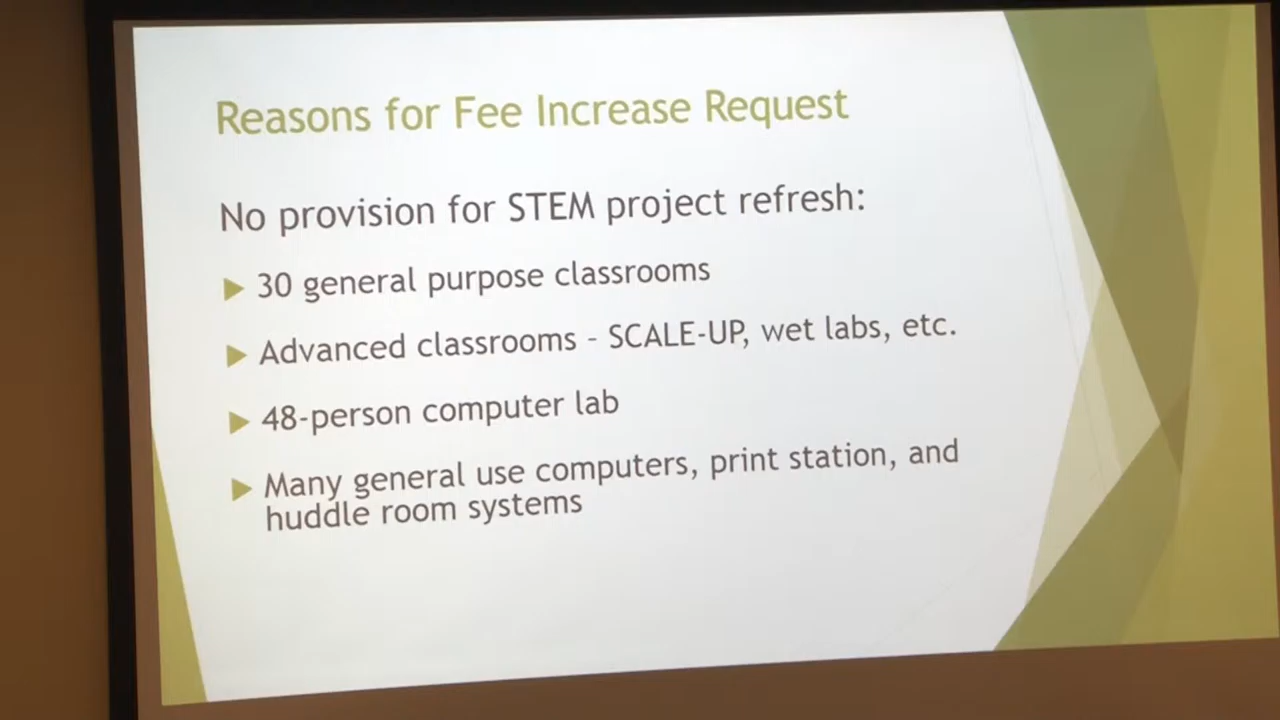 Reasons for Fee Increase Request
No provision for STEM project refresh:
30 general purpose classrooms
Advanced classrooms - SCALE-UP, wet labs, etc.
48-person computer lab
Many general use computers, print station, and
huddle room systems